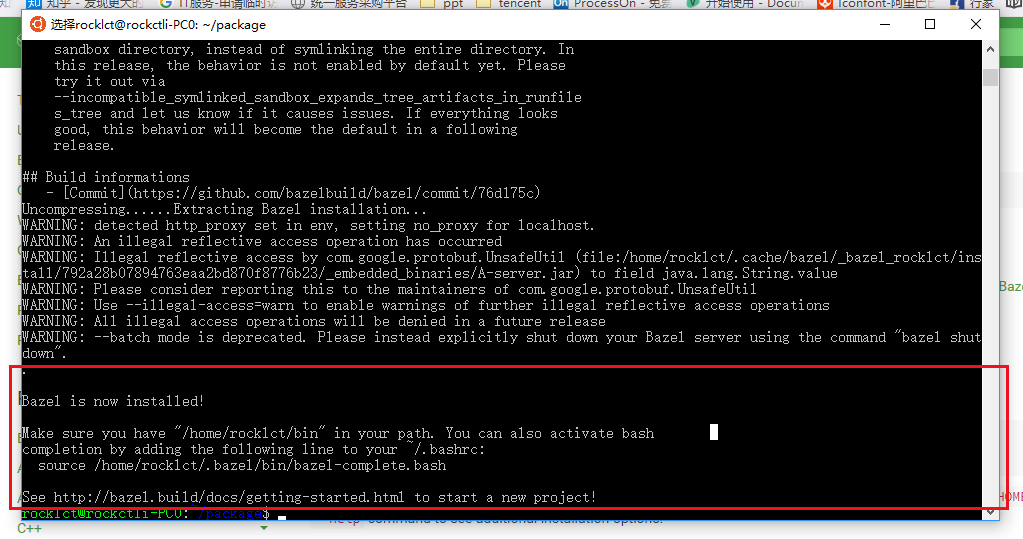 知乎 - 发现更大的
IT服务-申请临时访
统一服务采购平台
ppt
tencent
ProcessOn - 免费
开始使用 - Docum
Iconfont-阿里巴巴
行家
选择rocklct@rockctli-PC0: ~/package
sandbox directory, instead of symlinking the entire directory. In
this release, the behavior is not enabled by default yet. Please
try it out via
--incompatible_symlinked_sandbox_expands_tree_artifacts_in_runfile
s_tree and let us know if it causes issues. If everything looks
good, this behavior will become the default in a following
release.
## Build informations
- [Commit](https://github.com/bazelbuild/bazel/commit/76d175c)
Uncompressing......Extracting Bazel installation...
WARNING: detected http_proxy set in env, setting no_proxy for localhost.
WARNING: An illegal reflective access operation has occurred
WARNING: Illegal reflective access by com.google.protobuf.UnsafeUtil (file:/home/rocklct/.cache/bazel/_bazel_rocklct/ins
tall/792a28b07894763eaa2bd870f8776b23/_embedded_binaries/A-server.jar) to field java.lang.String.value
WARNING: Please consider reporting this to the maintainers of com.google.protobuf.UnsafeUtil
WARNING: Use --illegal-access=warn to enable warnings of further illegal reflective access operations
WARNING: All illegal access operations will be denied in a future release
WARNING: --batch mode is deprecated. Please instead explicitly shut down your Bazel server using the command "bazel shut
down".
.
Bazel is now installed!
Make sure you have "/home/rocklct/bin" in your path. You can also activate bash
completion by adding the following line to your ~/.bashrc:
source /home/rocklct/.bazel/bin/bazel-complete.bash
See http://bazel.build/docs/getting-started.html to start a new project!
rocklct@rockctli-PC0:~/package$
C++
help command to see additional installation options.